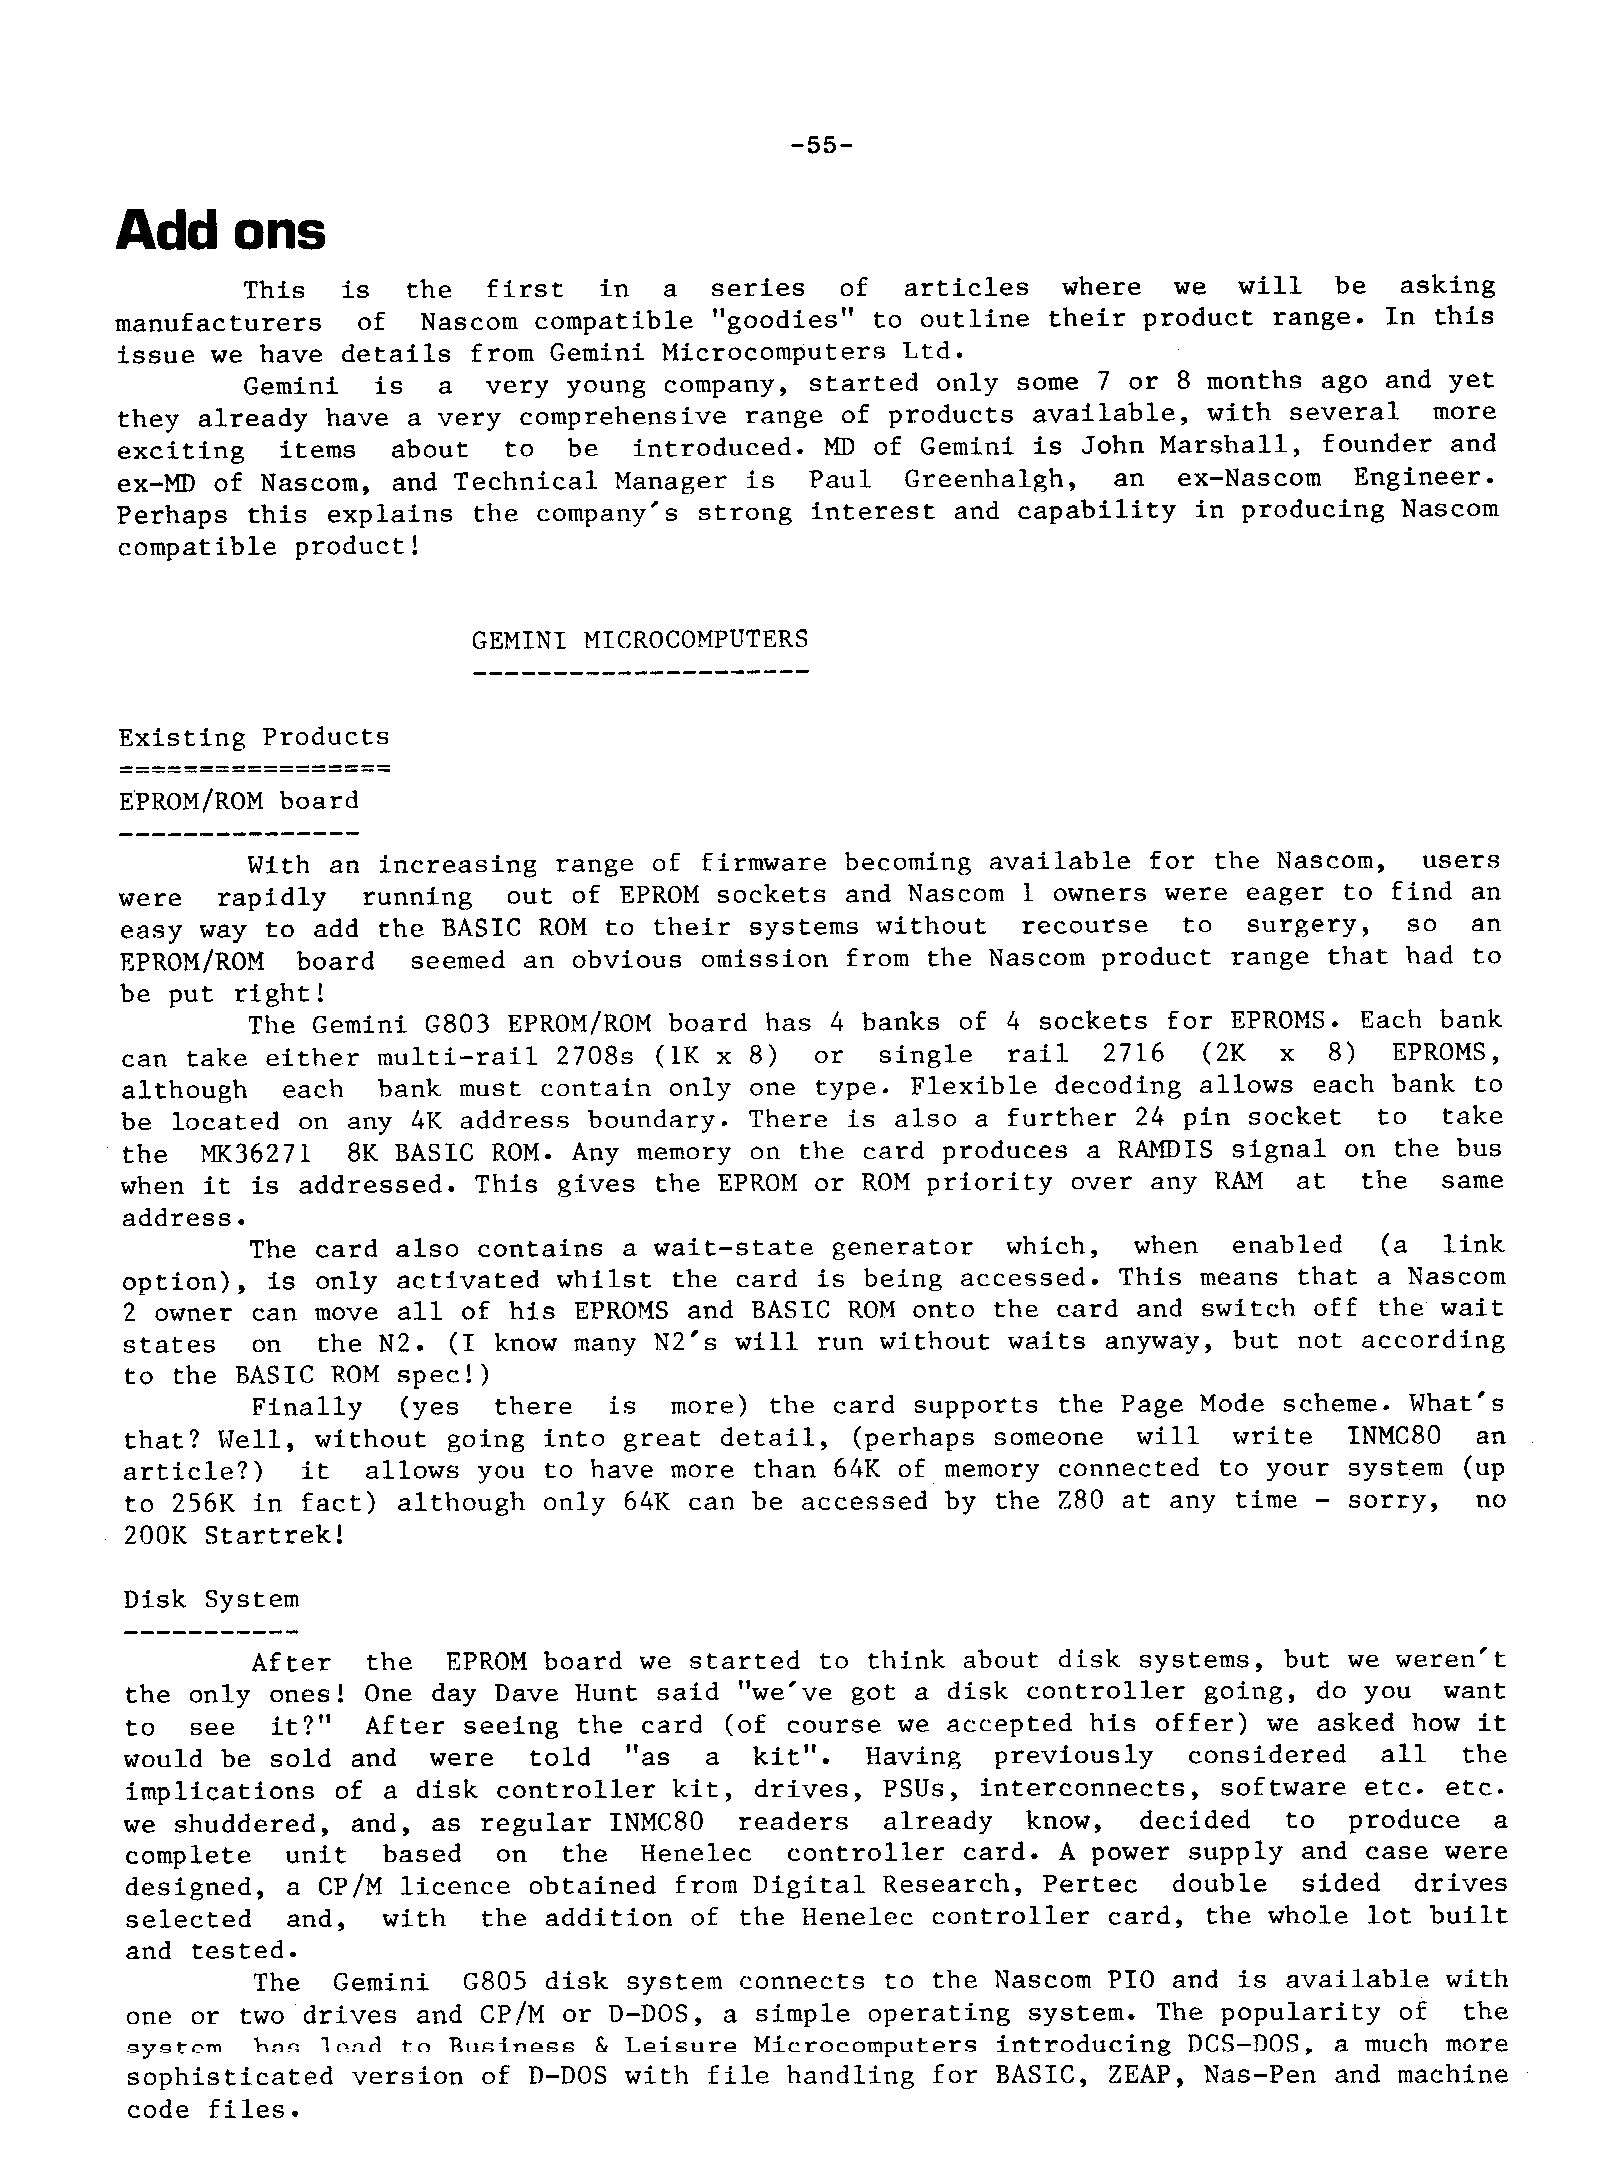 -55-
Add ons
This is the first in a series of articles where we will be asking
manufacturers of Nascom compatible "goodies" to outline their product range. In this
issue we have details from Gemini Microcomputers Ltd.
Gemini is a very young company, started only some 7 or 8 months ago and yet
they already have a very comprehensive range of products available, with several more
exciting items about to be introduced. MD of Gemini is John Marshall, founder and
ex-MD of Nascom, and Technical Manager is Paul Greenhalgh, an ex-Nascom Engineer.
Perhaps this explains the company's strong interest and capability in producing Nascom
compatible product!
GEMINI MICROCOMPUTERS
---------------------
Existing Products
=================
EPROM/ROM board
---------------
With an increasing range of firmware becoming available for the Nascom, users
were rapidly running out of EPROM sockets and Nascom 1 owners were eager to find an
easy way to add the BASIC ROM to their systems without recourse to surgery, so an
EPROM/ROM board seemed an obvious omission from the Nascom product range that had to
be put right!
The Gemini G803 EPROM/ROM board has 4 banks of 4 sockets for EPROMS. Each bank
can take either multi-rail 2708s (1K x 8) or single rail 2716 (2K x 8) EPROMS,
although each bank must contain only one type. Flexible decoding allows each bank to
be located on any 4K address boundary. There is also a further 24 pin socket to take
the MK36271 8K BASIC ROM. Any memory on the card produces a RAMDIS signal on the bus
when it is addressed. This gives the EPROM or ROM priority over any RAM at the same
address.
The card also contains a wait-state generator which, when enabled (a link
option), is only activated whilst the card is being accessed. This means that a Nascom
2 owner can move all of his EPROMS and BASIC ROM onto the card and switch off the wait
states on the N2. (I know many N2's will run without waits anyway, but not according
to the BASIC ROM spec!)
Finally (yes there is more) the card supports the Page Mode scheme. What's
that? Well, without going into great detail, (perhaps someone will write INMC80 an
article?) it allows you to have more than 64K of memory connected to your system (up
to 256K in fact) although only 64K can be accessed by the Z80 at any time - sorry, no
200K Startrek!
Disk System
-----------
After the EPROM board we started to think about disk systems, but we weren't
the only ones! One day Dave Hunt said "we've got a disk controller going, do you want
to see it?" After seeing the card (of course we accepted his offer) we asked how it
would be sold and were told "as a kit". Having previously considered all the
implications of a disk controller kit, drives, PSUs, interconnects, software etc. etc.
we shuddered, and, as regular INMC80 readers already know, decided to produce a
complete unit based on the Henelec controller card. A power supply and case were
designed, a CP/M licence obtained from Digital Research, Pertec double sided drives
selected and, with the addition of the Henelec controller card, the whole lot built
and tested.
The Gemini G805 disk system connects to the Nascom PIO and is available with
one or two drives and CP/M or D-DOS, a simple operating system. The popularity of the
system has lead to Business & Leisure Microcomputers introducing DCS-DOS, a much more
sophisticated version of D-DOS with file handling for BASIC, ZEAP, Nas-Pen and machine
code files.